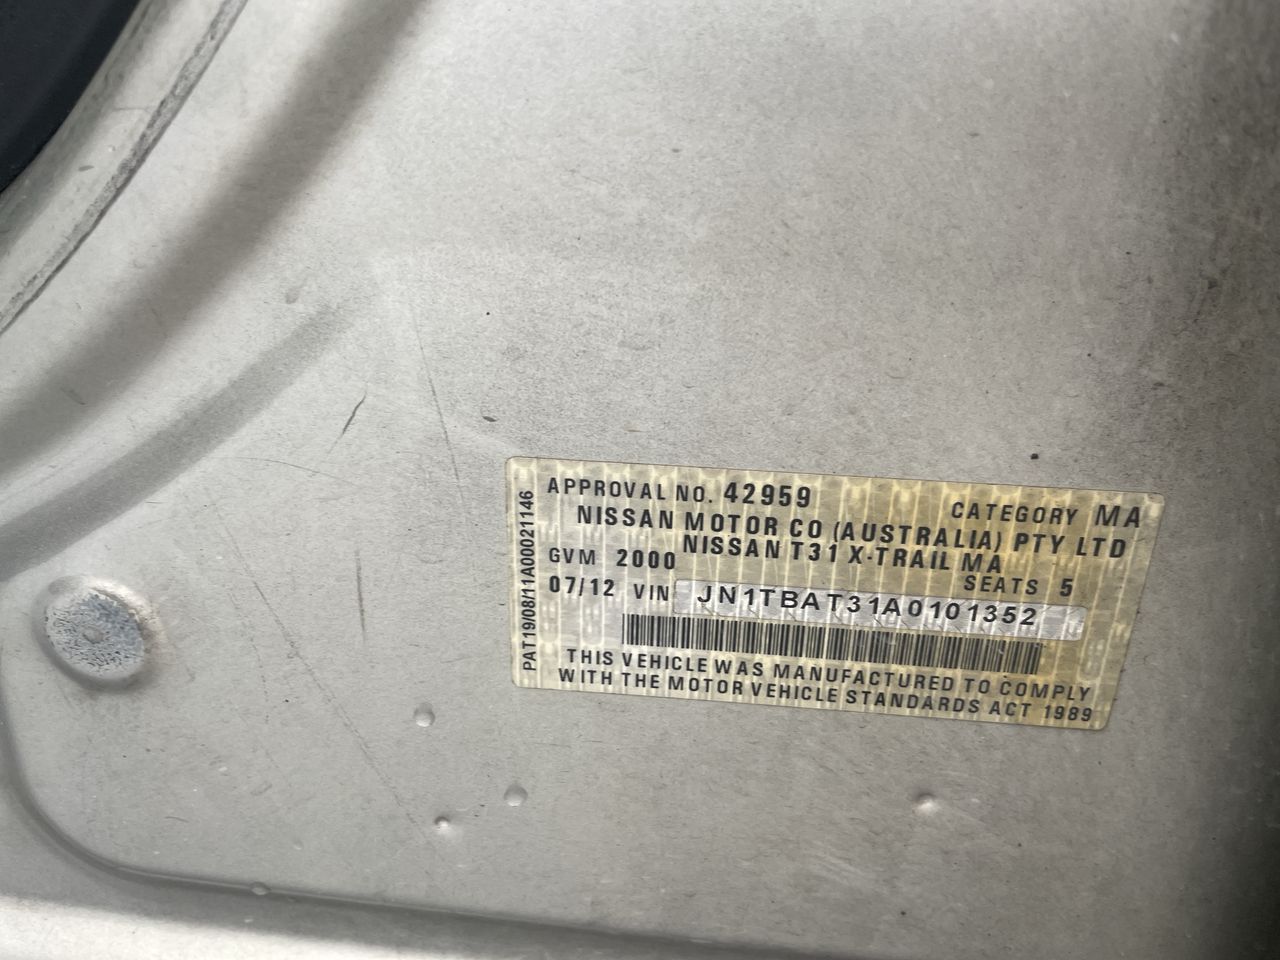 APPROVAL NO. 42959 CATEGORY MA
NISSAN MOTOR CO (AUSTRALIA) PTY LTD
NISSAN T31 X-TRAIL MA
GVM 2000 SEATS 5
07/12 VIN JN1TBAT31A0101352
THIS VEHICLE WAS MANUFACTURED TO COMPLY
WITH THE MOTOR VEHICLE STANDARDS ACT 1989
PAT19/08/11A00021146